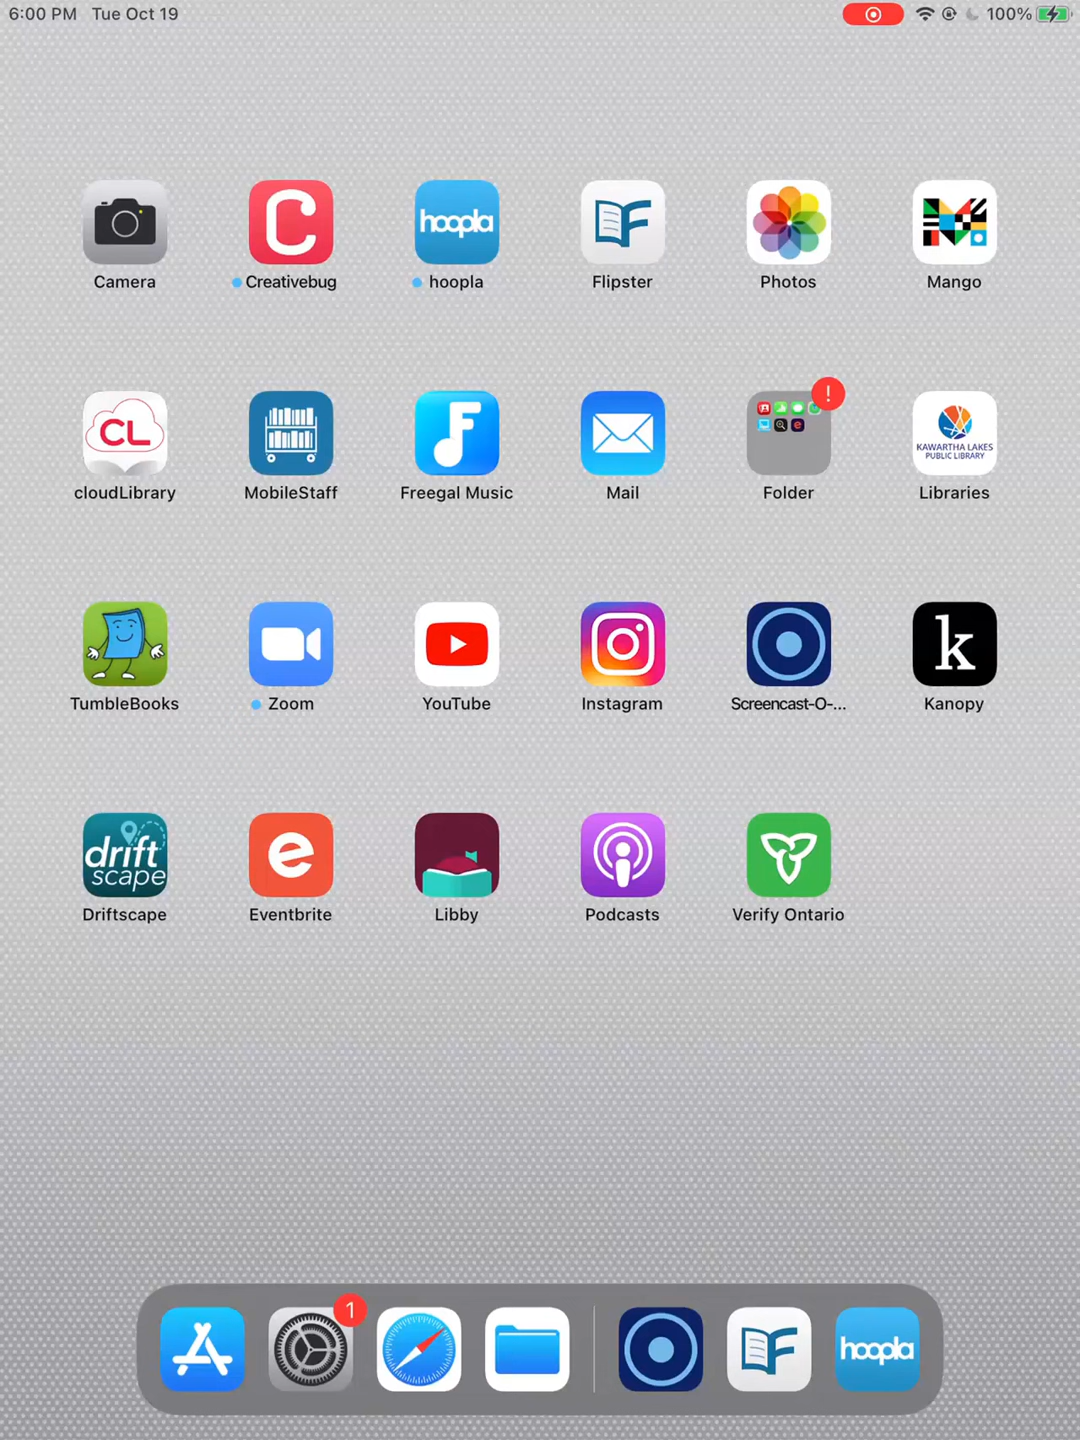 6:00 PM Tue Oct 19 100%
hoopla
Camera Creativebug hoopla Flipster Photos Mango
CL
!
KAWARTHA LAKES
PUBLIC LIBRARY
cloudLibrary MobileStaff Freegal Music Mail Folder Libraries
k
TumbleBooks Zoom YouTube Instagram Screencast-O-... Kanopy
drift
scape
e
Driftscape Eventbrite Libby Podcasts Verify Ontario
1
hoopla